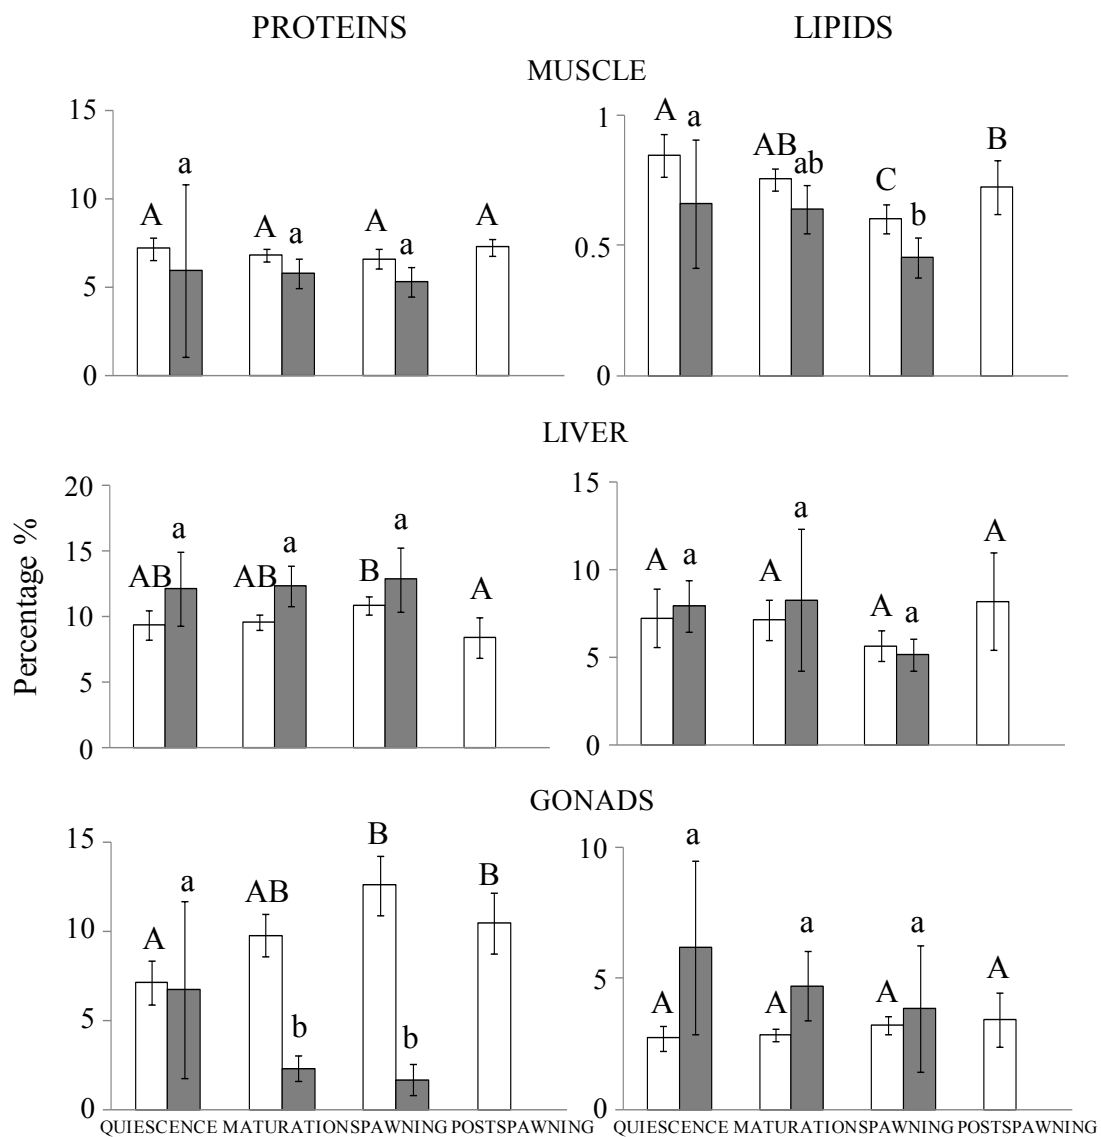 PROTEINS LIPIDS
MUSCLE
15
10
5
0
A a
A a
A a
A
1
0.5
0
A a
AB ab
C b
B
LIVER
Percentage %
20
15
10
5
0
AB a
AB a
B a
A
15
10
5
0
A a
A a
A a
A
GONADS
15
10
5
0
A a
AB b
B b
B
10
5
0
A a
A a
A a
A
QUIESCENCE MATURATION SPAWNING POSTSPAWNING
QUIESCENCE MATURATION SPAWNING POSTSPAWNING